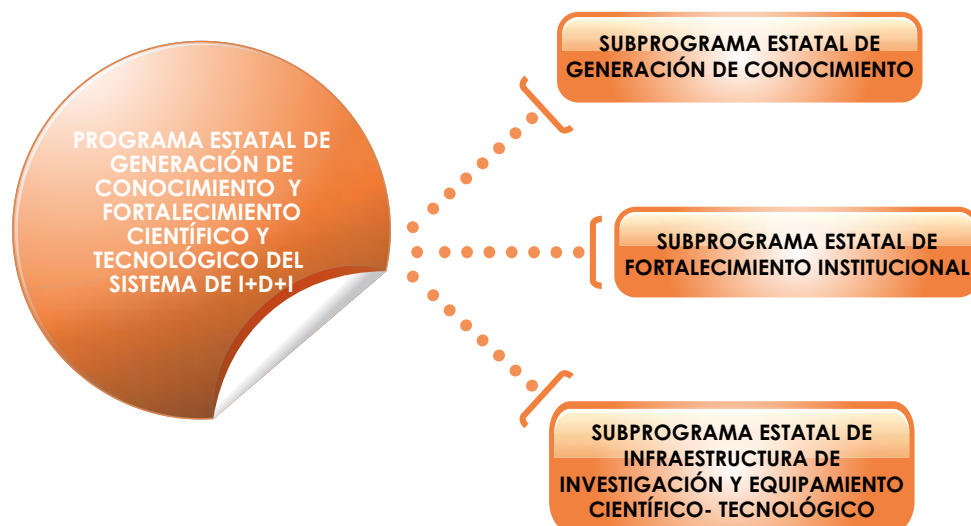 PROGRAMA ESTATAL DE
GENERACIÓN DE
CONOCIMIENTO Y
FORTALECIMIENTO
CIENTÍFICO Y
TECNOLÓGICO DEL
SISTEMA DE I+D+I
SUBPROGRAMA ESTATAL DE
GENERACIÓN DE CONOCIMIENTO
SUBPROGRAMA ESTATAL DE
FORTALECIMIENTO INSTITUCIONAL
SUBPROGRAMA ESTATAL DE
INFRAESTRUCTURA DE
INVESTIGACIÓN Y EQUIPAMIENTO
CIENTÍFICO- TECNOLÓGICO